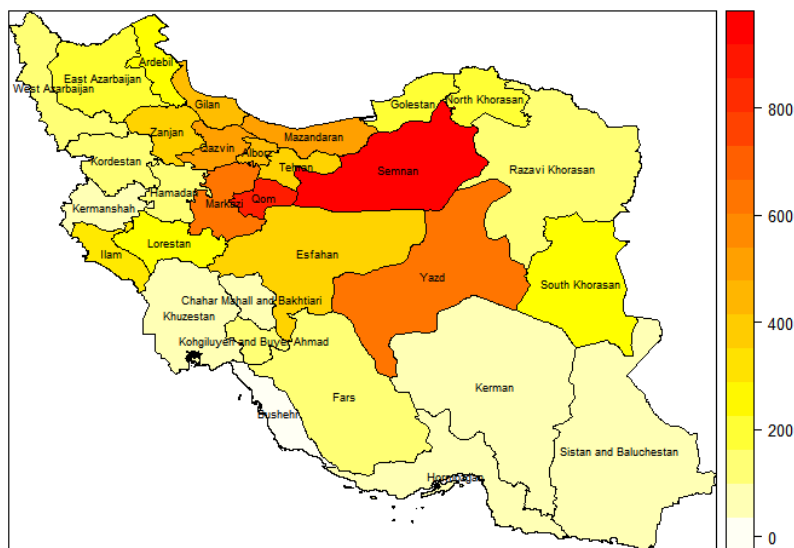 Ardebil
East Azarbaijan
West Azarbaijan
Gilan
Golestan
North Khorasan
Zanjan
Mazandaran
Qazvin
Alborz
Kordestan
Tehran
Semnan
Razavi Khorasan
Hamadan
Qom
Markazi
Kermanshah
Lorestan
Ilam
Esfahan
Yazd
South Khorasan
Chahar Mahall and Bakhtiari
Khuzestan
Kohgiluyeh and Buyer Ahmad
Kerman
Fars
Bushehr
Sistan and Baluchestan
Hormozgan
800
600
400
200
0